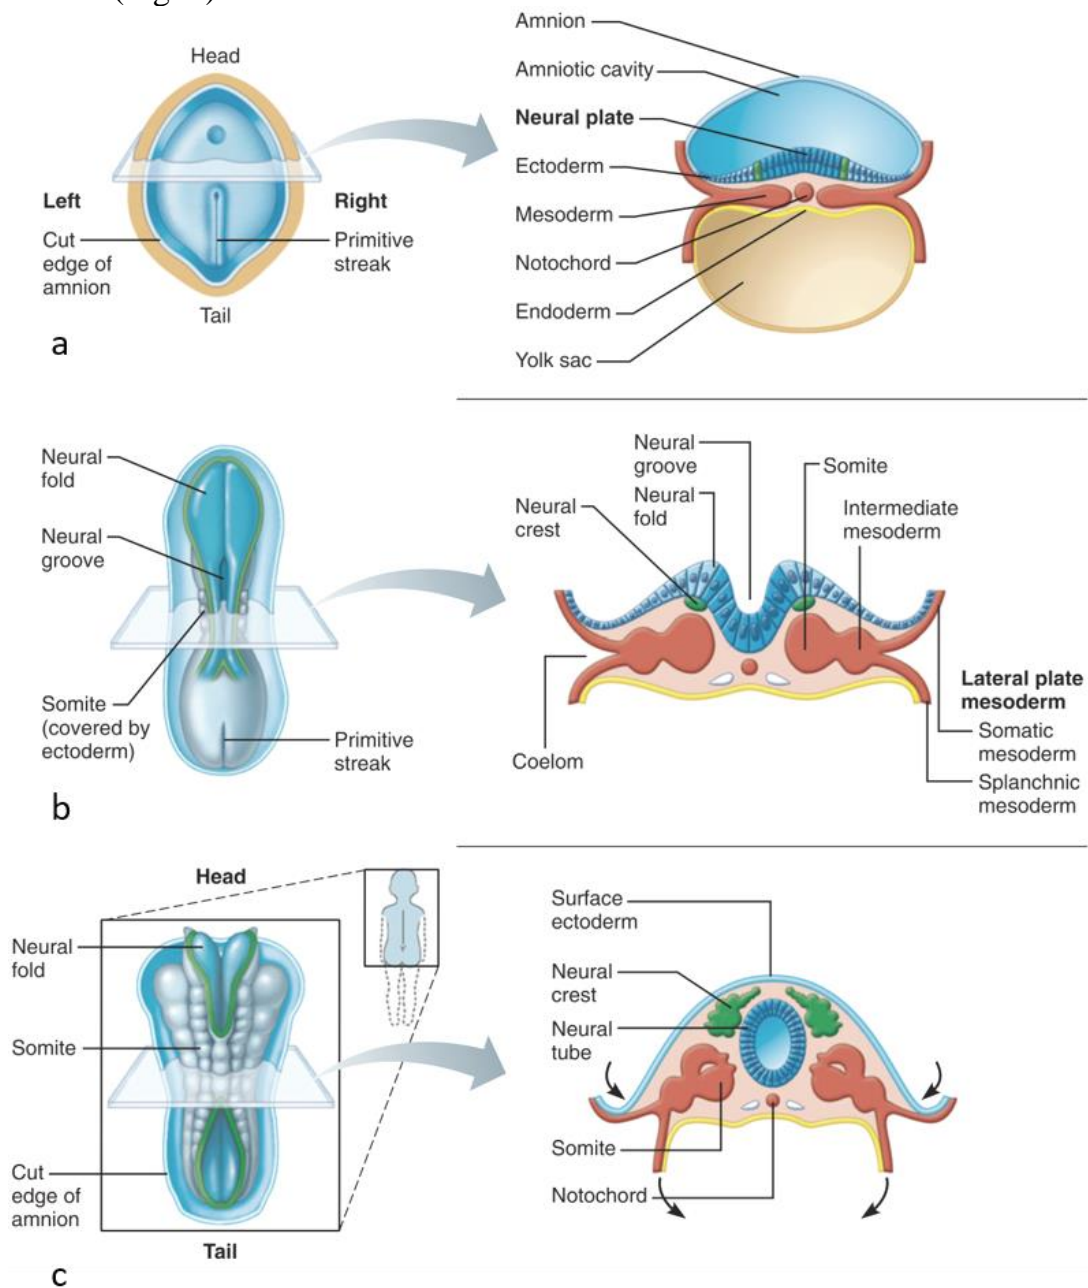 Head
Left
Right
Cut
edge of
amnion
Primitive
streak
Tail
a
Amnion
Amniotic cavity
Neural plate
Ectoderm
Mesoderm
Notochord
Endoderm
Yolk sac
Neural
fold
Neural
groove
Somite
(covered by
ectoderm)
Primitive
streak
b
Neural
groove
Neural
fold
Neural
crest
Somite
Intermediate
mesoderm
Coelom
Lateral plate
mesoderm
Somatic
mesoderm
Splanchnic
mesoderm
Head
Neural
fold
Somite
Cut
edge of
amnion
Tail
c
Surface
ectoderm
Neural
crest
Neural
tube
Somite
Notochord